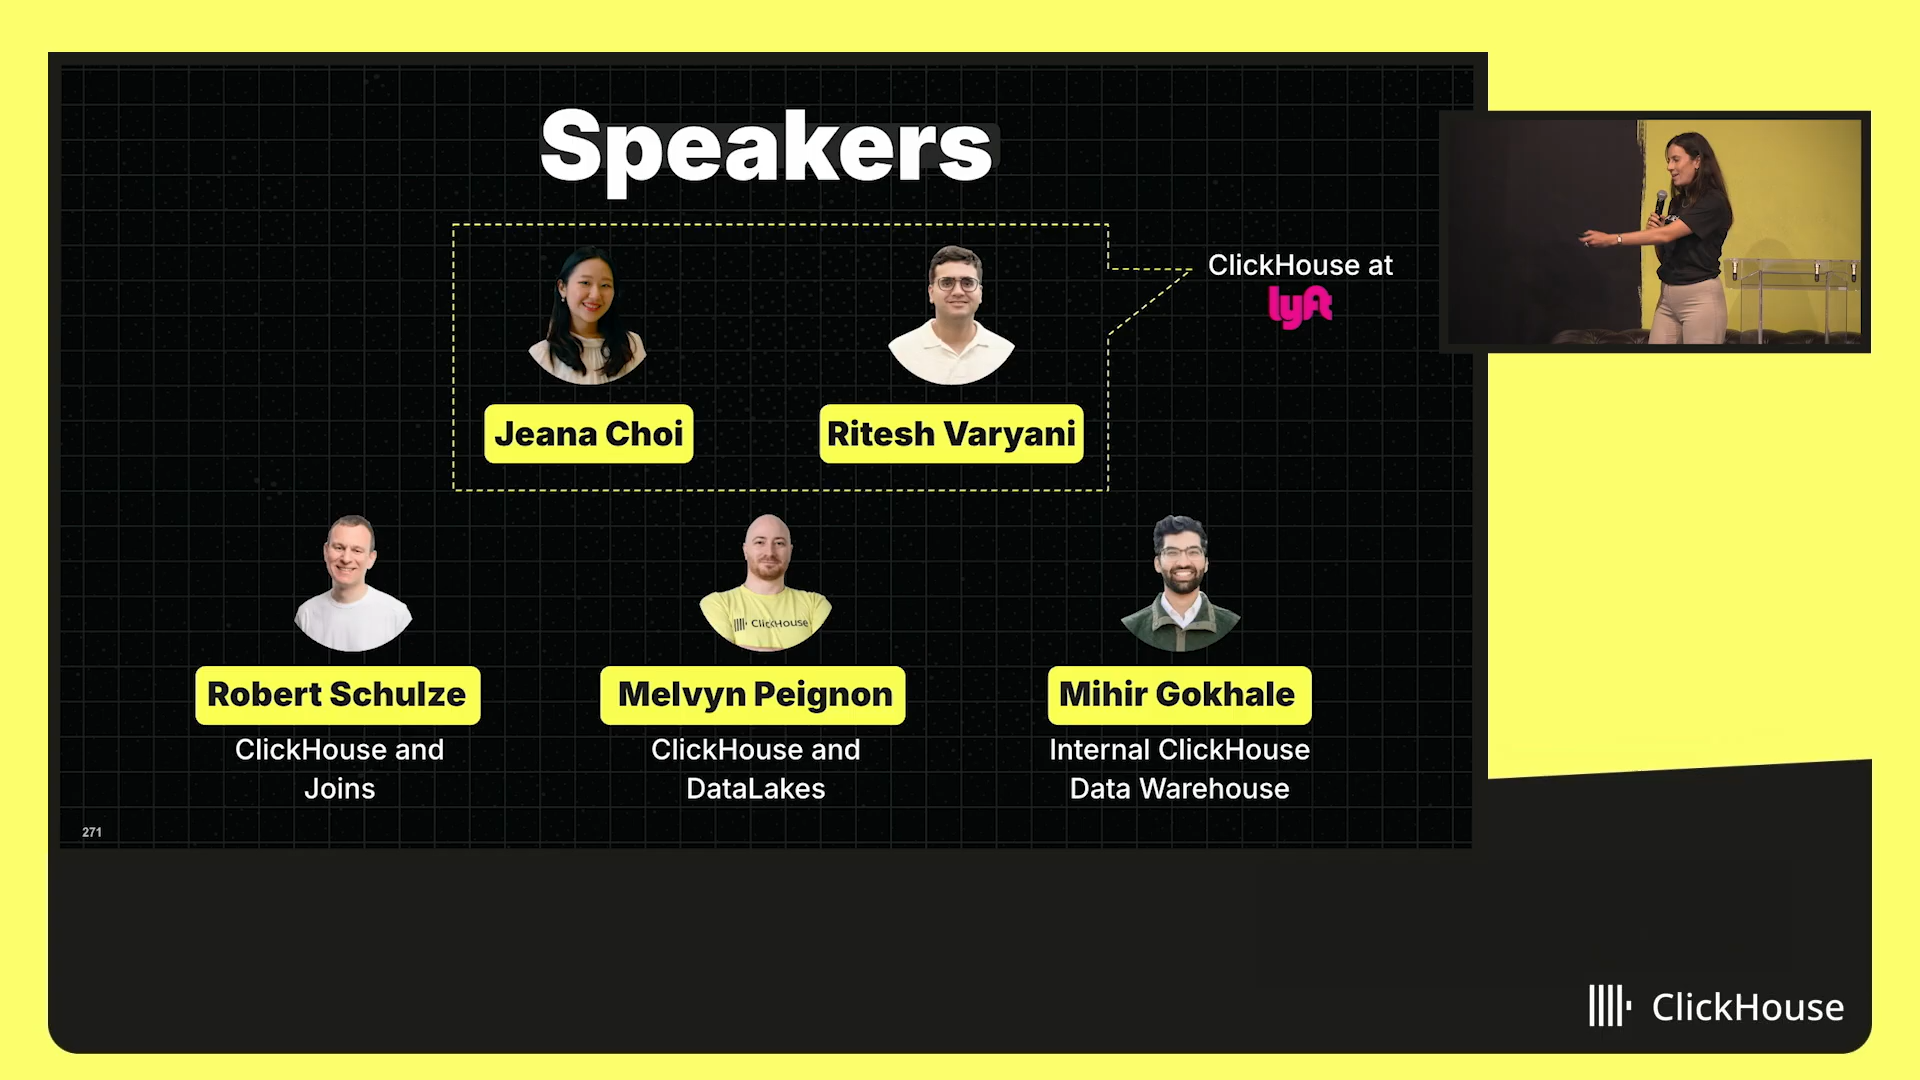 Speakers
ClickHouse at
lyft
Jeana Choi
Ritesh Varyani
ClickHouse
Robert Schulze
Melvyn Peignon
Mihir Gokhale
ClickHouse and
Joins
ClickHouse and
DataLakes
Internal ClickHouse
Data Warehouse
271
ClickHouse